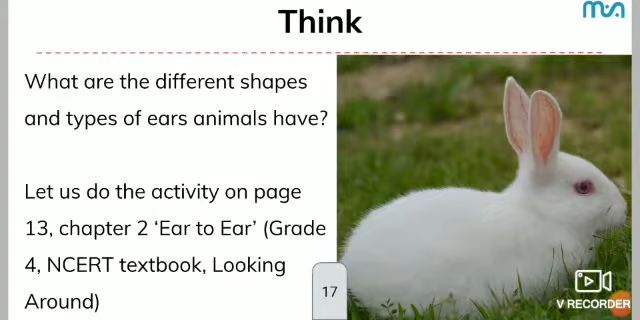 Think
msn
What are the different shapes
and types of ears animals have?
Let us do the activity on page
13, chapter 2 ‘Ear to Ear’ (Grade
4, NCERT textbook, Looking
Around)
17
V RECORDER